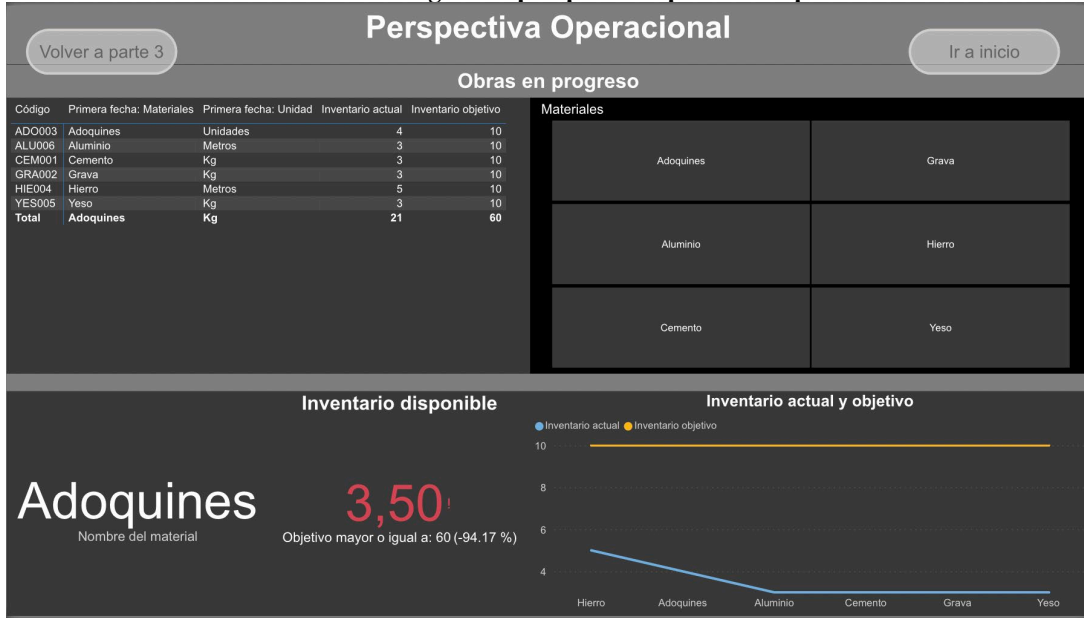 Perspectiva Operacional
Volver a parte 3
Ir a inicio
Obras en progreso
Código Primera fecha: Materiales Primera fecha: Unidad Inventario actual Inventario objetivo
ADO003 Adoquines Unidades 4 10
ALU006 Aluminio Metros 3 10
CEM001 Cemento Kg 3 10
GRA002 Grava Kg 3 10
HIE004 Hierro Metros 5 10
YES005 Yeso Kg 3 10
Total Adoquines Kg 21 60
Materiales
Adoquines Grava
Aluminio Hierro
Cemento Yeso
Adoquines
Nombre del material
Inventario disponible
3,50!
Objetivo mayor o igual a: 60 (-94.17 %)
Inventario actual y objetivo
Inventario actual Inventario objetivo
10
8
6
4
Hierro Adoquines Aluminio Cemento Grava Yeso